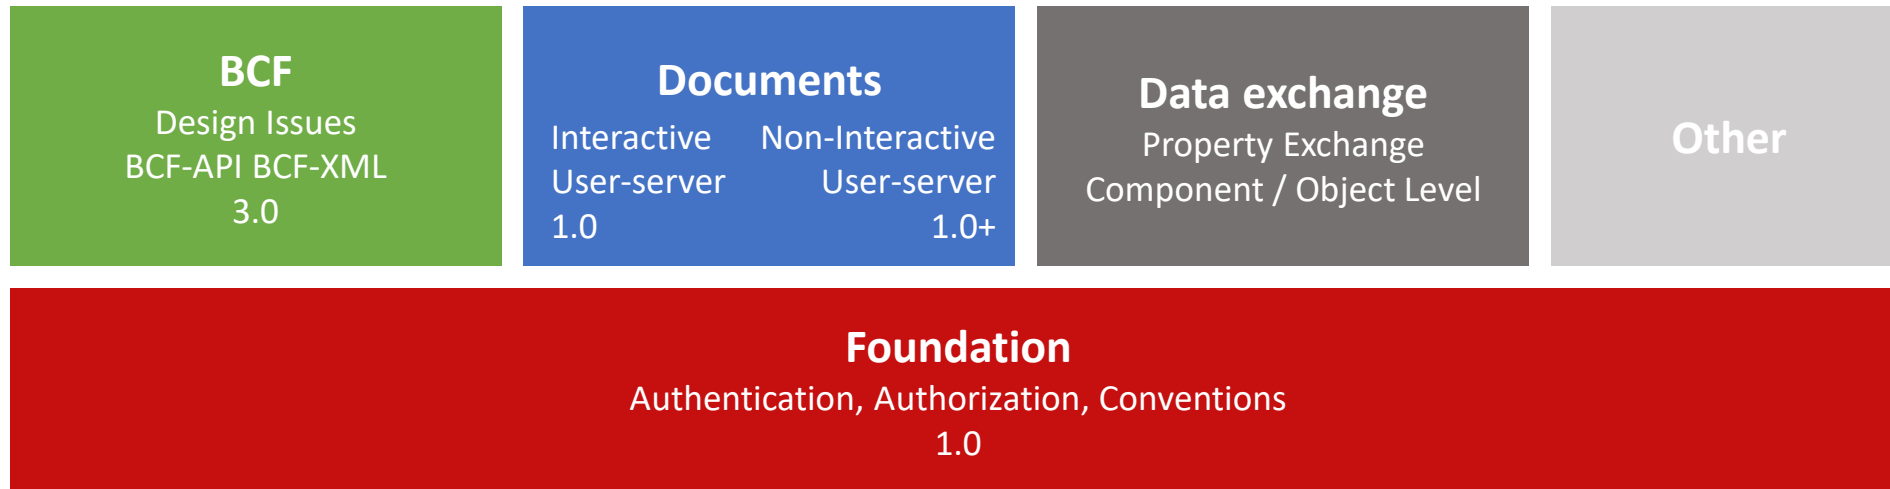 BCF
Design Issues
BCF-API BCF-XML
3.0
Documents
Interactive
User-server
1.0
Non-Interactive
User-server
1.0+
Data exchange
Property Exchange
Component / Object Level
Other
Foundation
Authentication, Authorization, Conventions
1.0